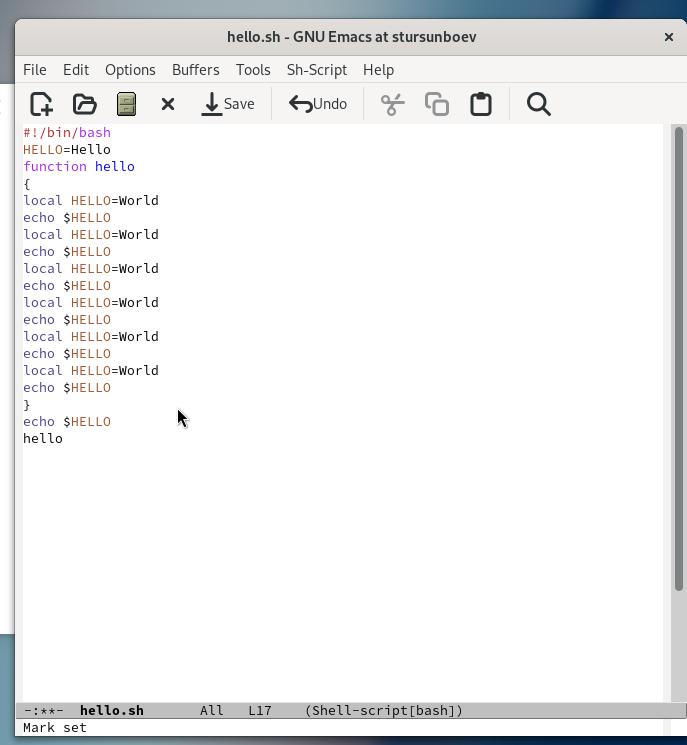 hello.sh - GNU Emacs at stursunboev
File Edit Options Buffers Tools Sh-Script Help
Save Undo
#!/bin/bash
HELLO=Hello
function hello
{
local HELLO=World
echo $HELLO
local HELLO=World
echo $HELLO
local HELLO=World
echo $HELLO
local HELLO=World
echo $HELLO
local HELLO=World
echo $HELLO
local HELLO=World
echo $HELLO
}
echo $HELLO
hello
-:**- hello.sh All L17 (Shell-script[bash])
Mark set